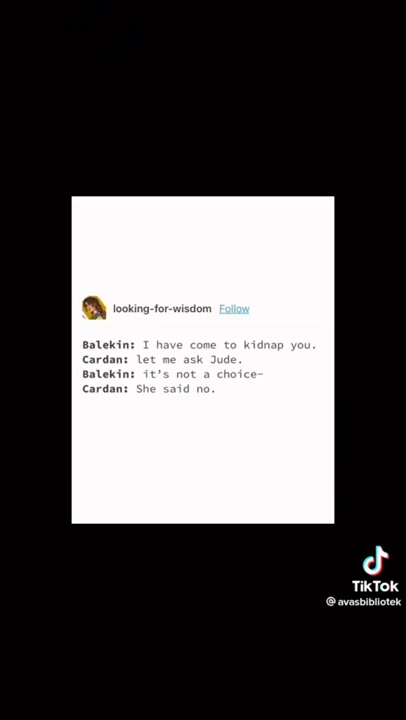 looking-for-wisdom Follow
Balekin: I have come to kidnap you.
Cardan: let me ask Jude.
Balekin: it's not a choice-
Cardan: She said no.
TikTok
@ avasbibliotek